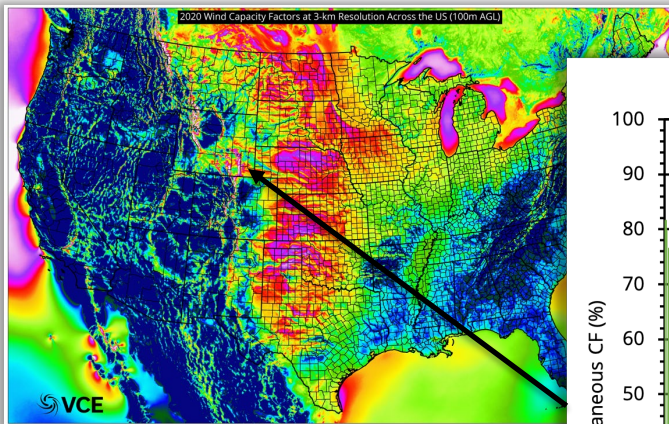 2020 Wind Capacity Factors at 3-km Resolution Across the US (100m AGL)
VCE
100
90
80
70
60
50
aneous CF (%)